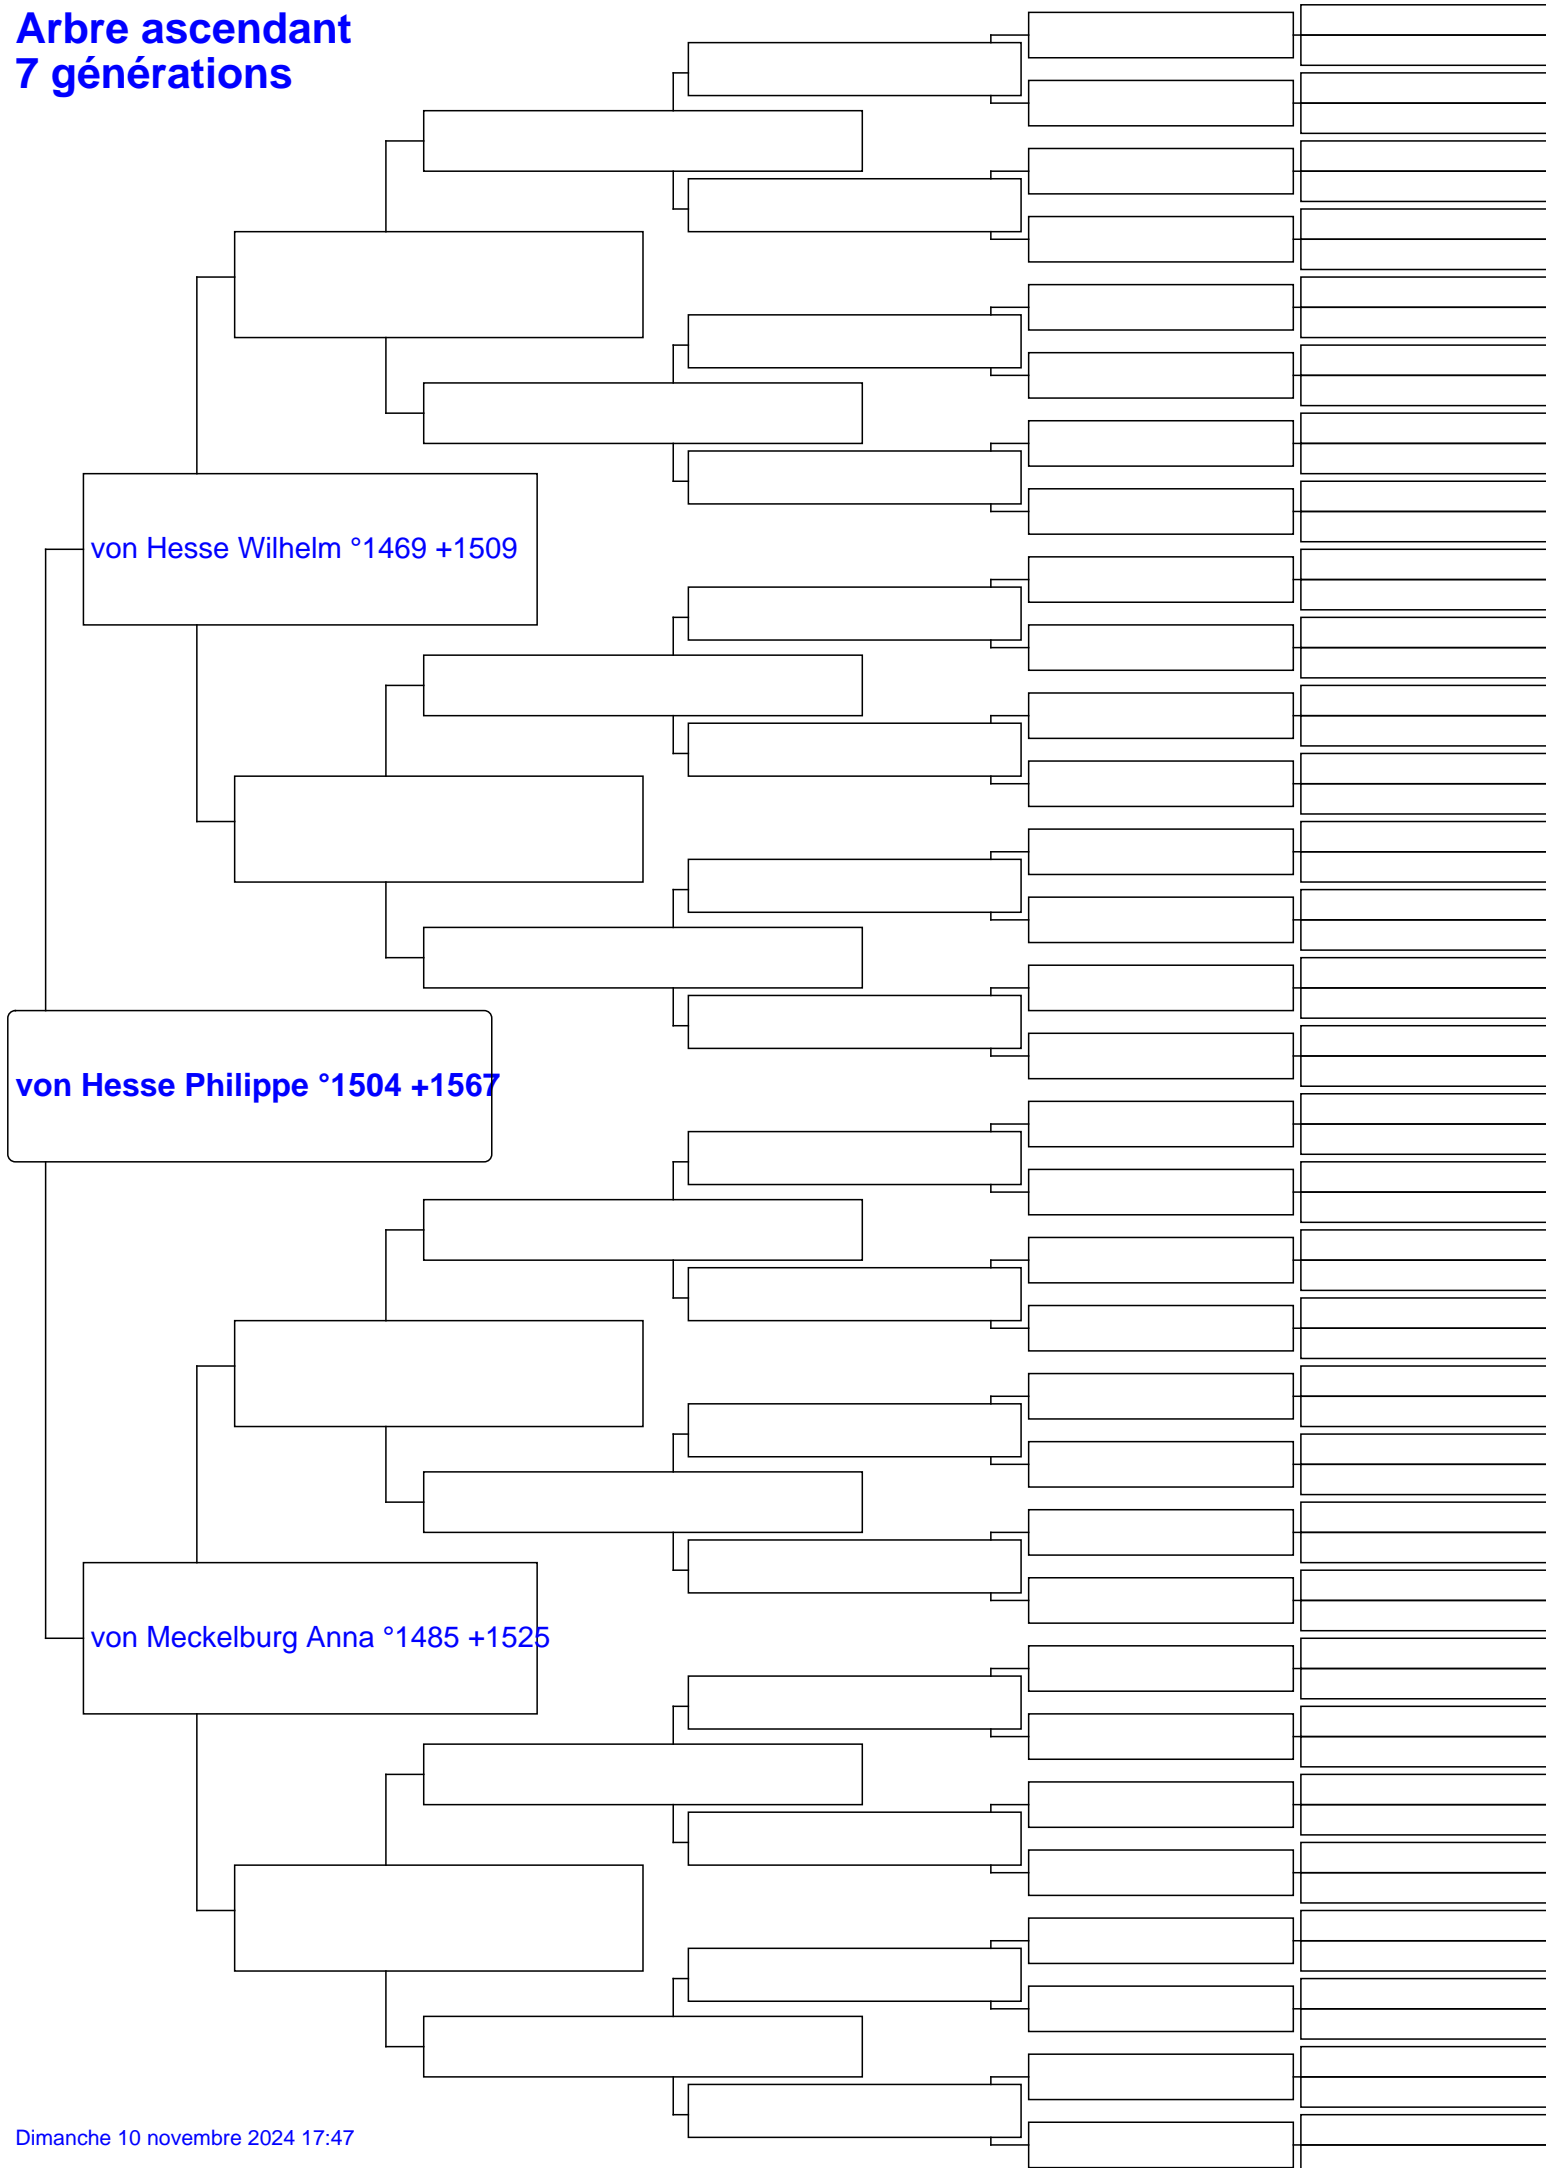 Arbre ascendant
7 générations
von Hesse Wilhelm °1469 +1509
von Hesse Philippe °1504 +1567
von Meckelburg Anna °1485 +1525
Dimanche 10 novembre 2024 17:47